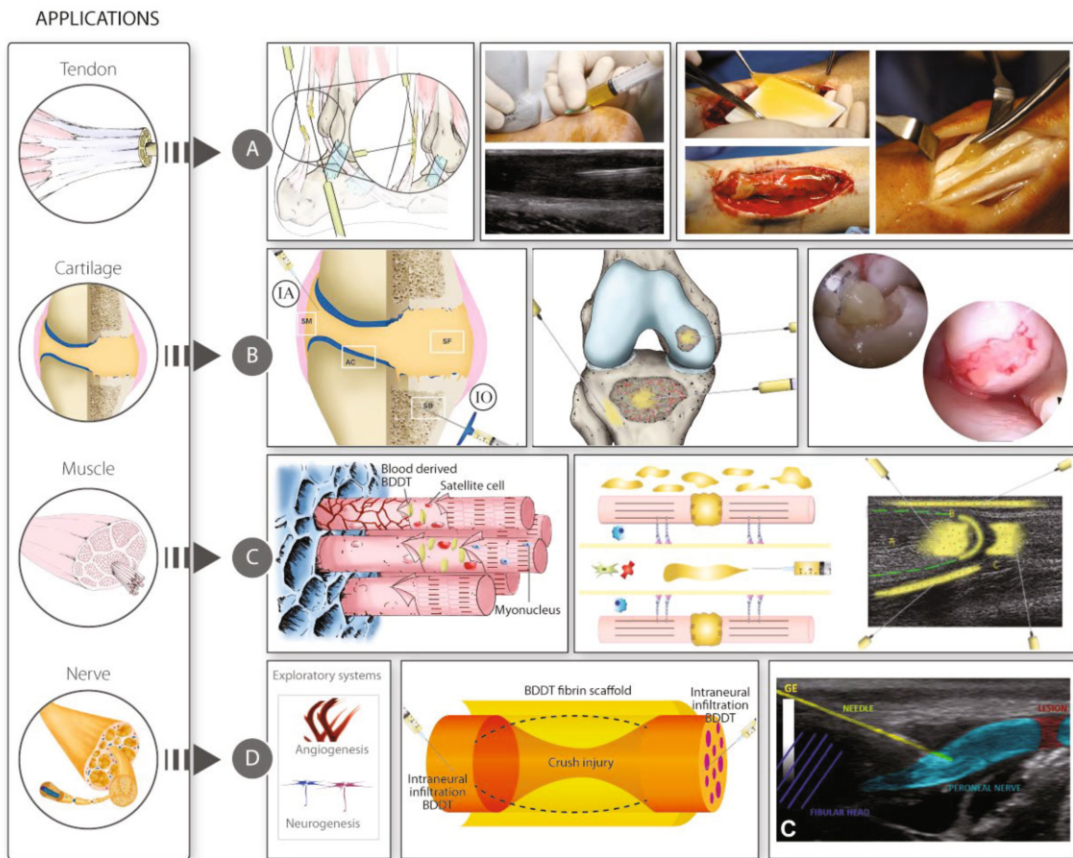 APPLICATIONS
Tendon
A
Cartilage
B
IA
SM
AC
SF
SB
IO
Muscle
C
Blood derived
BDDT
Satellite cell
Myonucleus
A
B
C
Nerve
D
Exploratory systems
Angiogenesis
Neurogenesis
BDDT fibrin scaffold
Intraneural
infiltration
BDDT
Crush injury
Intraneural
infiltration
BDDT
GE
NEEDLE
LESION
PERONEAL NERVE
FIBULAR HEAD
C